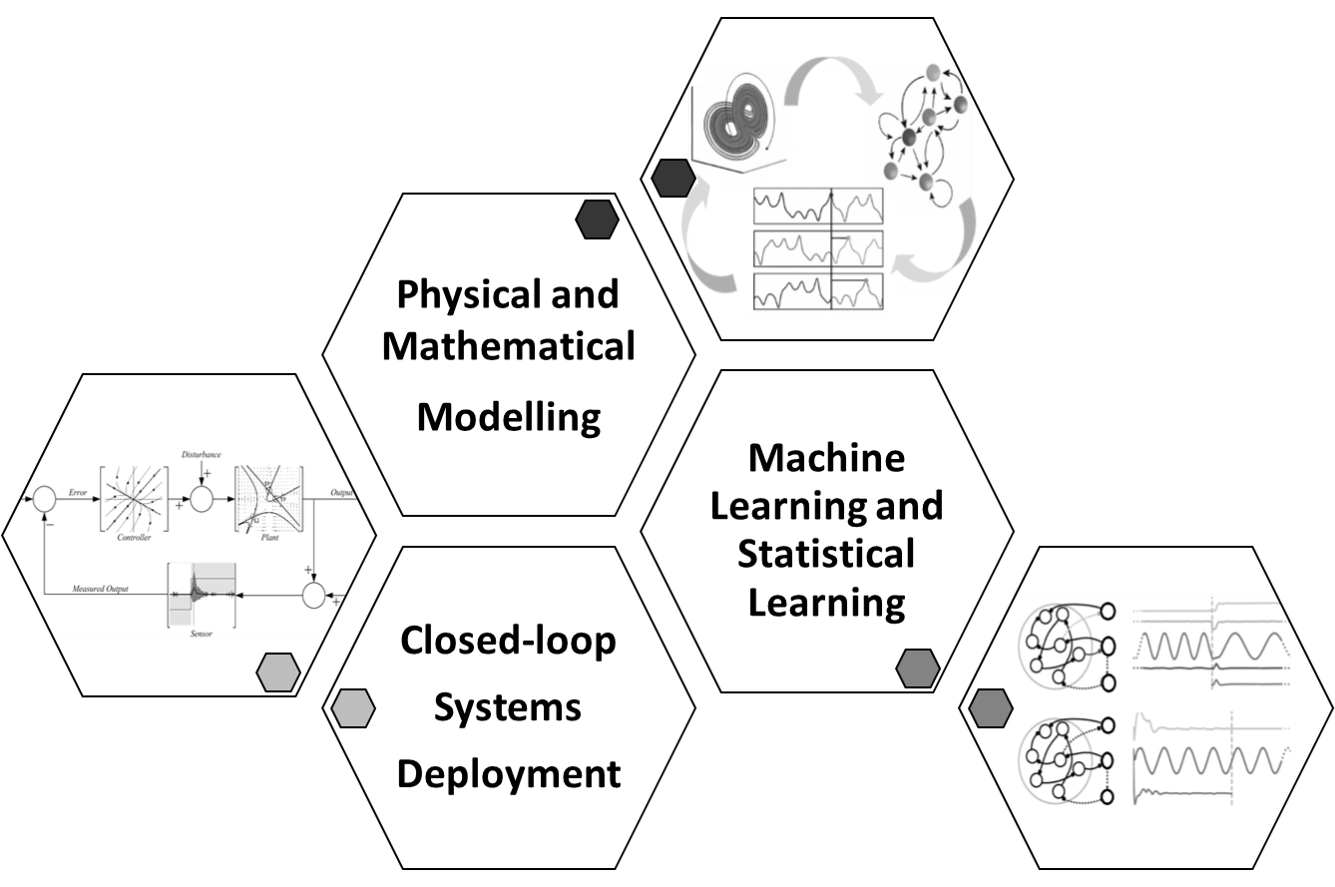 Physical and
Mathematical
Modelling
Machine
Learning and
Statistical
Learning
Closed-loop
Systems
Deployment
Disturbance
+
Error
+
Output
−
Controller
Plant
+
Measured Output
+
Sensor